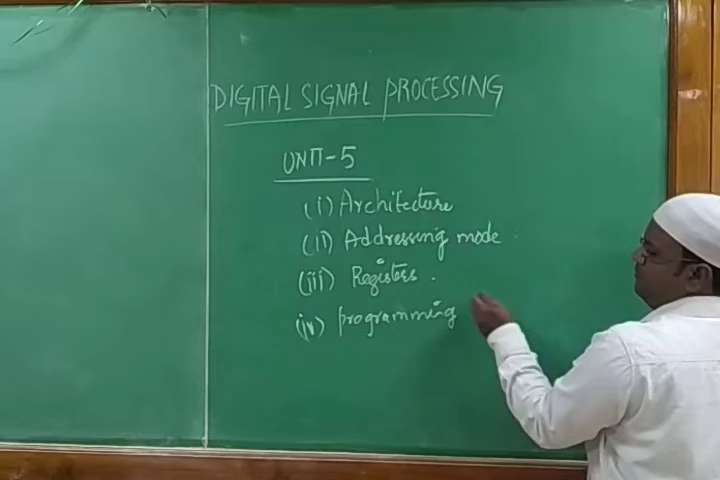 DIGITAL SIGNAL PROCESSING
UNIT-5
(i) Architecture
(ii) Addressing mode
(iii) Registers.
(iv) programming